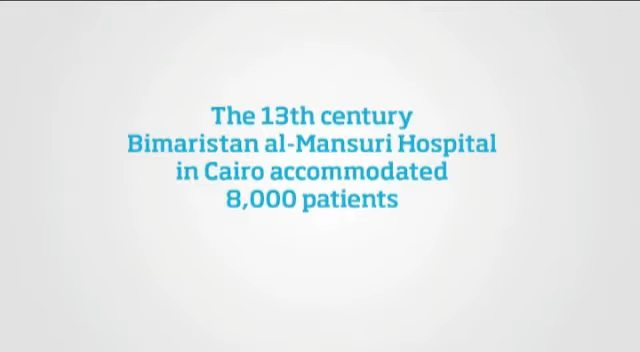 The 13th century
Bimaristan al-Mansuri Hospital
in Cairo accommodated
8,000 patients